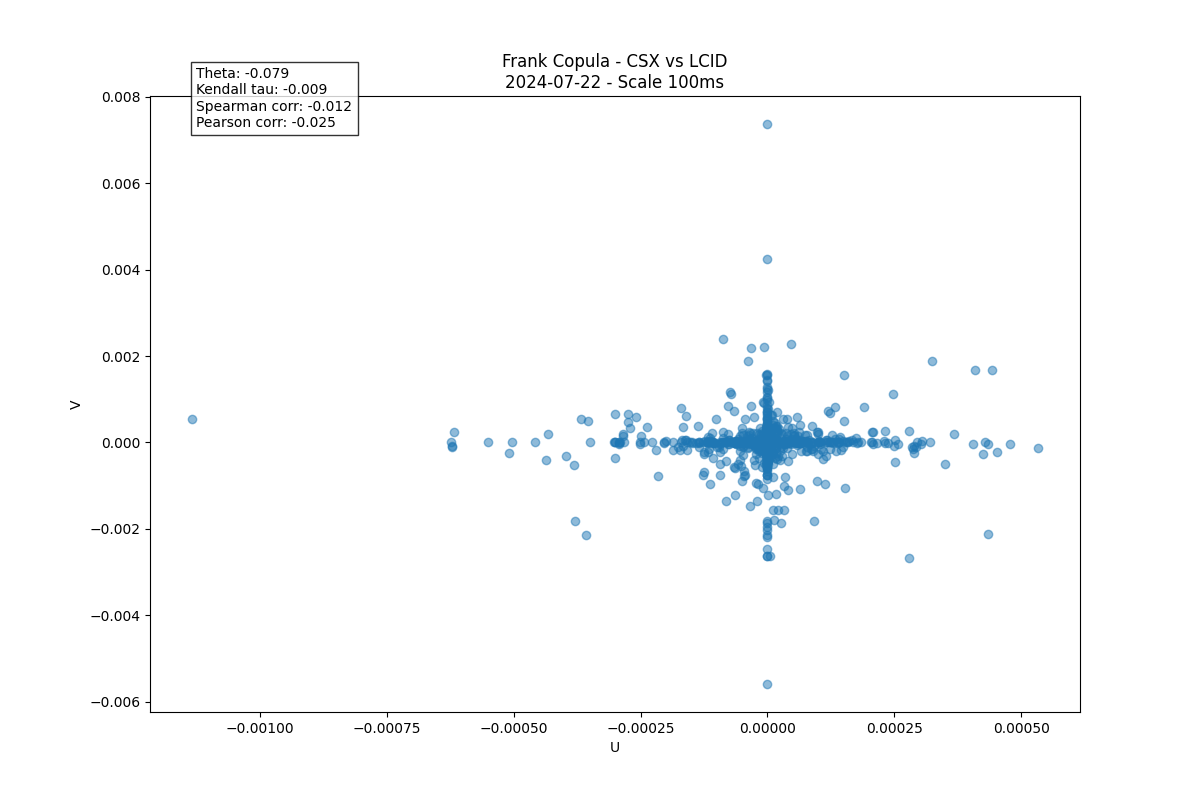 Frank Copula - CSX vs LCID
2024-07-22 - Scale 100ms
Theta: -0.079
Kendall tau: -0.009
Spearman corr: -0.012
Pearson corr: -0.025
V
0.008
0.006
0.004
0.002
0.000
−0.002
−0.004
−0.006
−0.00100 −0.00075 −0.00050 −0.00025 0.00000 0.00025 0.00050
U